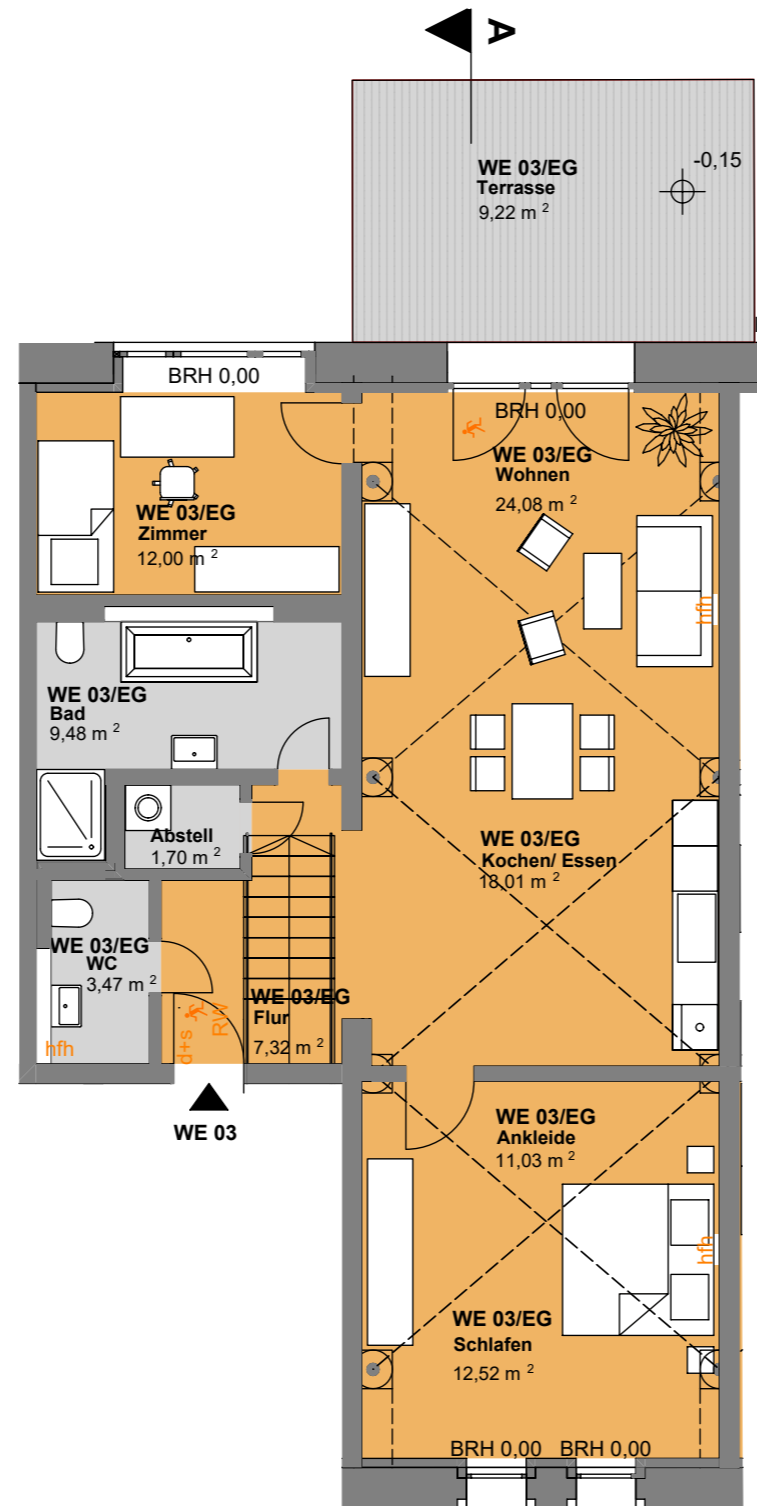 A
WE 03/EG
Terrasse
9,22 m ²
-0,15
BRH 0,00
BRH 0,00
WE 03/EG
Wohnen
24,08 m ²
WE 03/EG
Zimmer
12,00 m ²
hfh
WE 03/EG
Bad
9,48 m ²
Abstell
1,70 m ²
WE 03/EG
Kochen/ Essen
18,01 m ²
WE 03/EG
WC
3,47 m ²
hfh
WE 03/EG
Flur
7,32 m ²
d+s
RW
WE 03
WE 03/EG
Ankleide
11,03 m ²
hfh
WE 03/EG
Schlafen
12,52 m ²
BRH 0,00
BRH 0,00